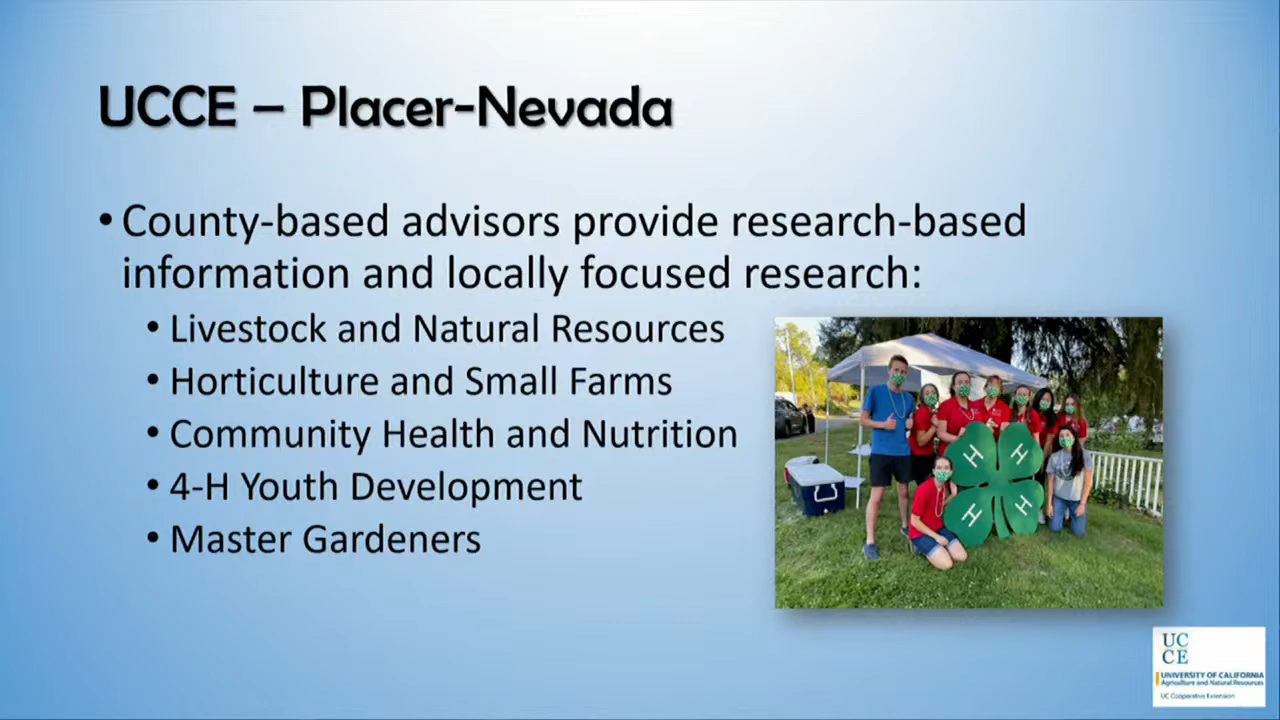 UCCE – Placer-Nevada
• County-based advisors provide research-based
information and locally focused research:
• Livestock and Natural Resources
• Horticulture and Small Farms
• Community Health and Nutrition
• 4-H Youth Development
• Master Gardeners
H H
H H
UC
CE
UNIVERSITY OF CALIFORNIA
Agriculture and Natural Resources
UC Cooperative Extension